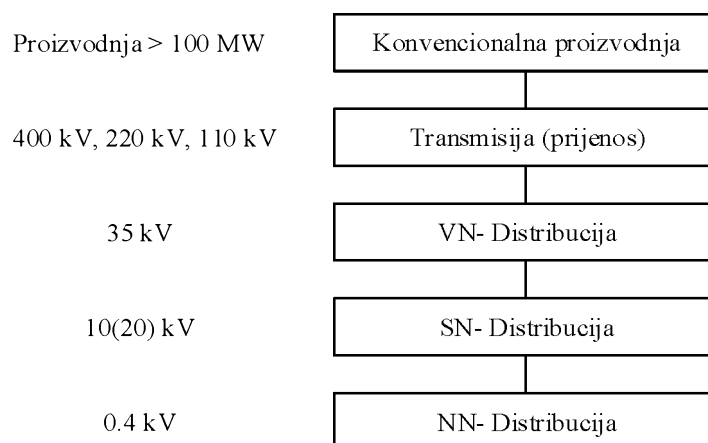 Proizvodnja > 100 MW
Konvencionalna proizvodnja
400 kV, 220 kV, 110 kV
Transmisija (prijenos)
35 kV
VN- Distribucija
10(20) kV
SN- Distribucija
0.4 kV
NN- Distribucija